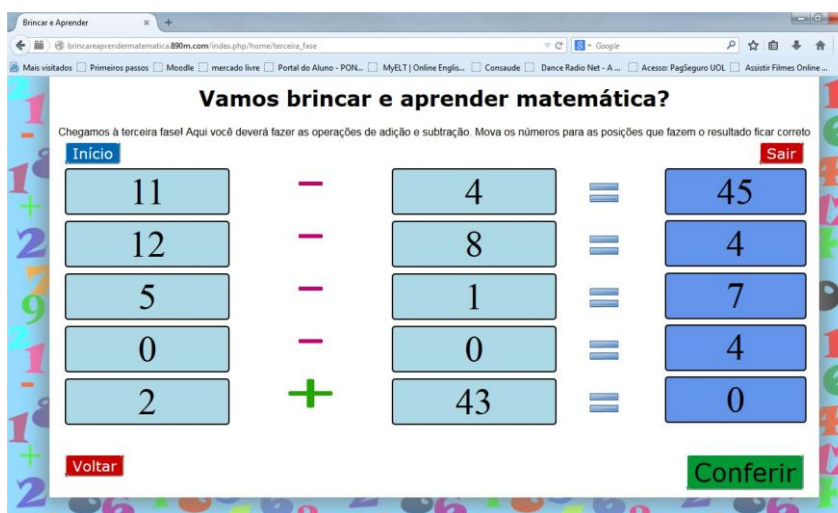 Brincar e Aprender
brincareaprendermatematica.890m.com/index.php/home/terceira_fase
Google
Mais visitados Primeiros passos Moodle mercado livre Portal do Aluno - PON... MyELT | Online Englis... Consaude Dance Radio Net - A ... Acesso: PagSeguro UOL Assistir Filmes Online ...
Vamos brincar e aprender matemática?
Chegamos à terceira fase! Aqui você deverá fazer as operações de adição e subtração. Mova os números para as posições que fazem o resultado ficar correto
Início Sair
11 - 4 = 45
12 - 8 = 4
5 - 1 = 7
0 - 0 = 4
2 + 43 = 0
Voltar
Conferir